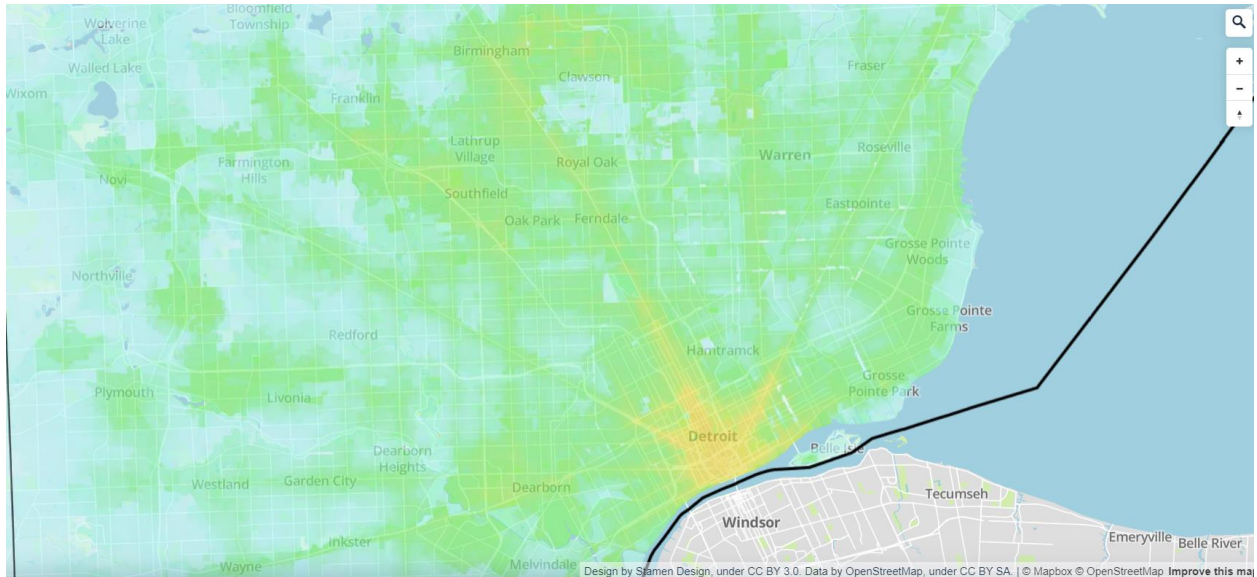 Bloomfield
Township
Wolverine
Lake
Birmingham
Walled Lake
Clawson
Fraser
+
Wixom
Franklin
−
Lathrup
Village
Royal Oak
Warren
Roseville
Farmington
Hills
Novi
Southfield
Oak Park
Ferndale
Eastpointe
Grosse Pointe
Woods
Northville
Grosse Pointe
Farms
Redford
Hamtramck
Grosse
Pointe Park
Plymouth
Livonia
Detroit
Dearborn
Heights
Belle Isle
Westland
Garden City
Dearborn
Tecumseh
Windsor
Inkster
Emeryville
Belle River
Wayne
Melvindale
Design by Stamen Design, under CC BY 3.0. Data by OpenStreetMap, under CC BY SA. | © Mapbox © OpenStreetMap Improve this map